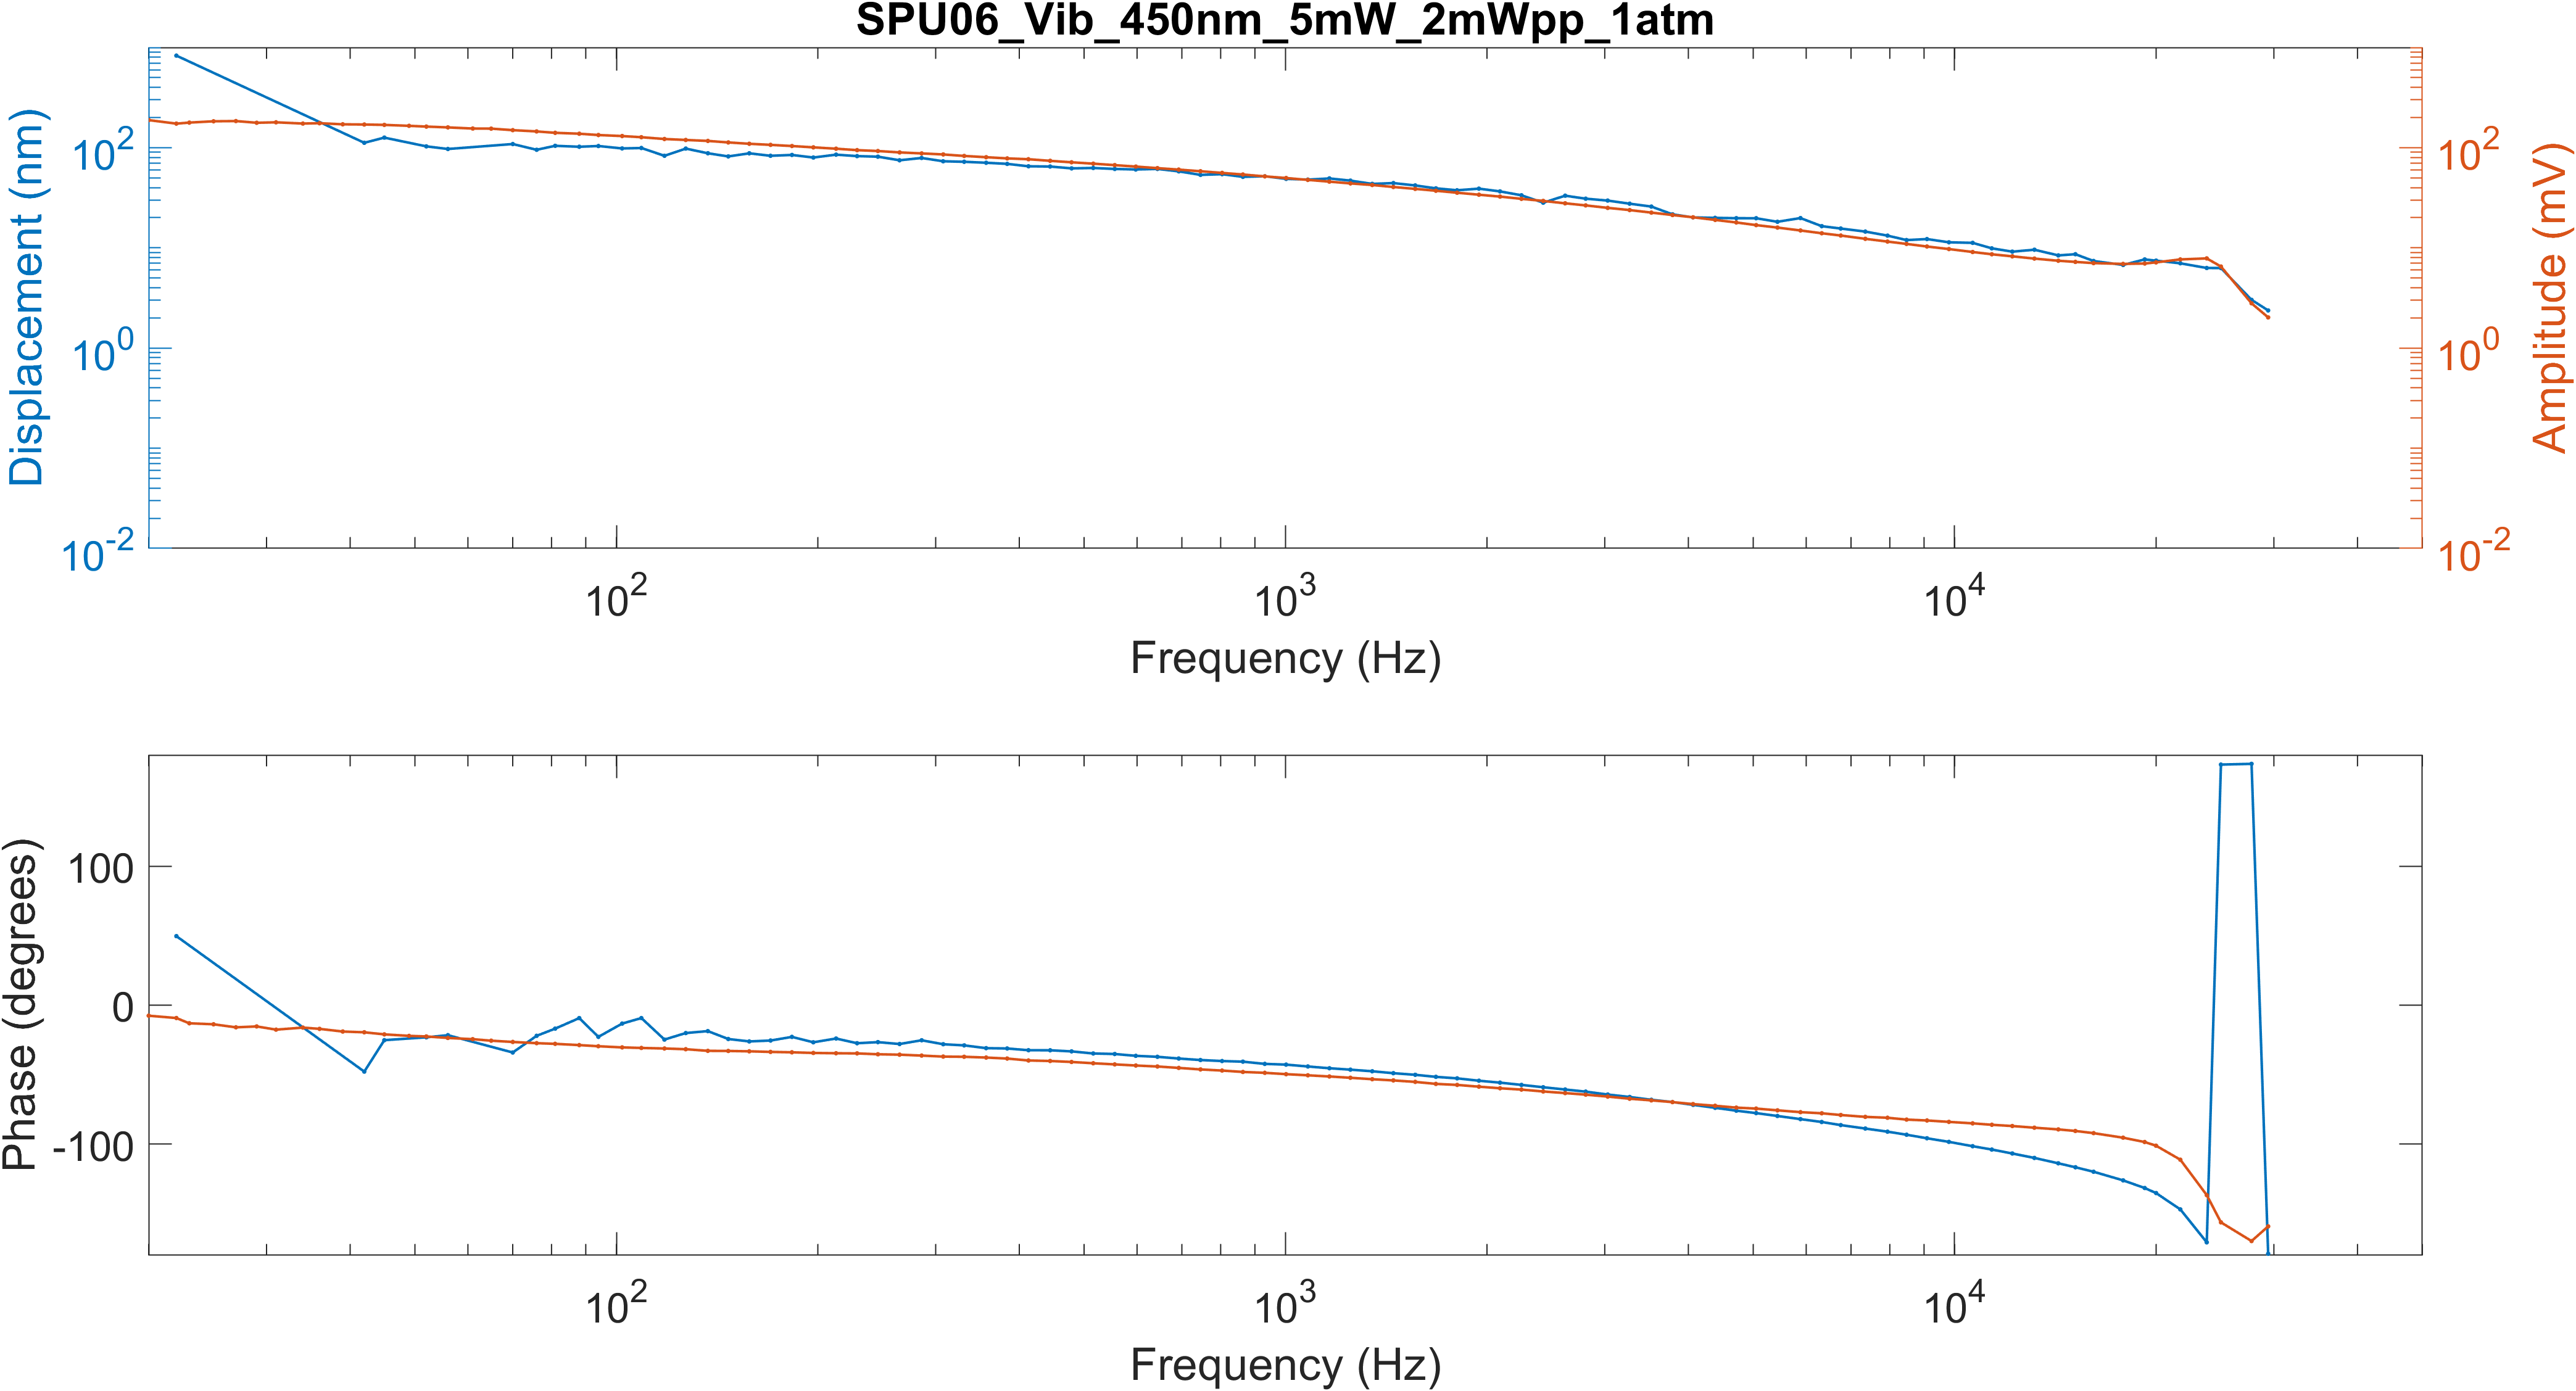 SPU06_Vib_450nm_5mW_2mWpp_1atm
Displacement (nm)
10^2
10^0
10^-2
Amplitude (mV)
10^2
10^0
10^-2
10^2 10^3 10^4
Frequency (Hz)
Phase (degrees)
100
0
-100
10^2 10^3 10^4
Frequency (Hz)